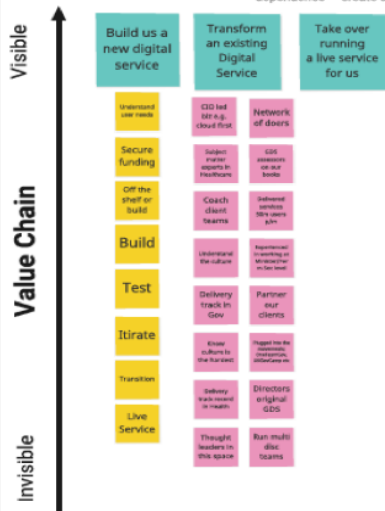 Visible
Value Chain
Invisible
Build us a
new digital
service
Transform
an existing
Digital
Service
Take over
running
a live service
for us
Understand
user needs
Secure
funding
Off the
shelf or
build
Build
Test
Itirate
Transition
Live
Service
CIO led
bit e.g.
cloud first
Network
of doers
Subject
matter
experts in
Healthcare
GDS
assessors
on our
books
Coach
client
teams
Delivered
services
50m users
Understand
the culture
Experienced
in working at
Delivery
track in
Gov
Partner
our
clients
Know
culture is
the hardest
Plugged into the
Delivery
track record
in Health
Directors
original
GDS
Thought
leaders in
this space
Run multi
disc
teams